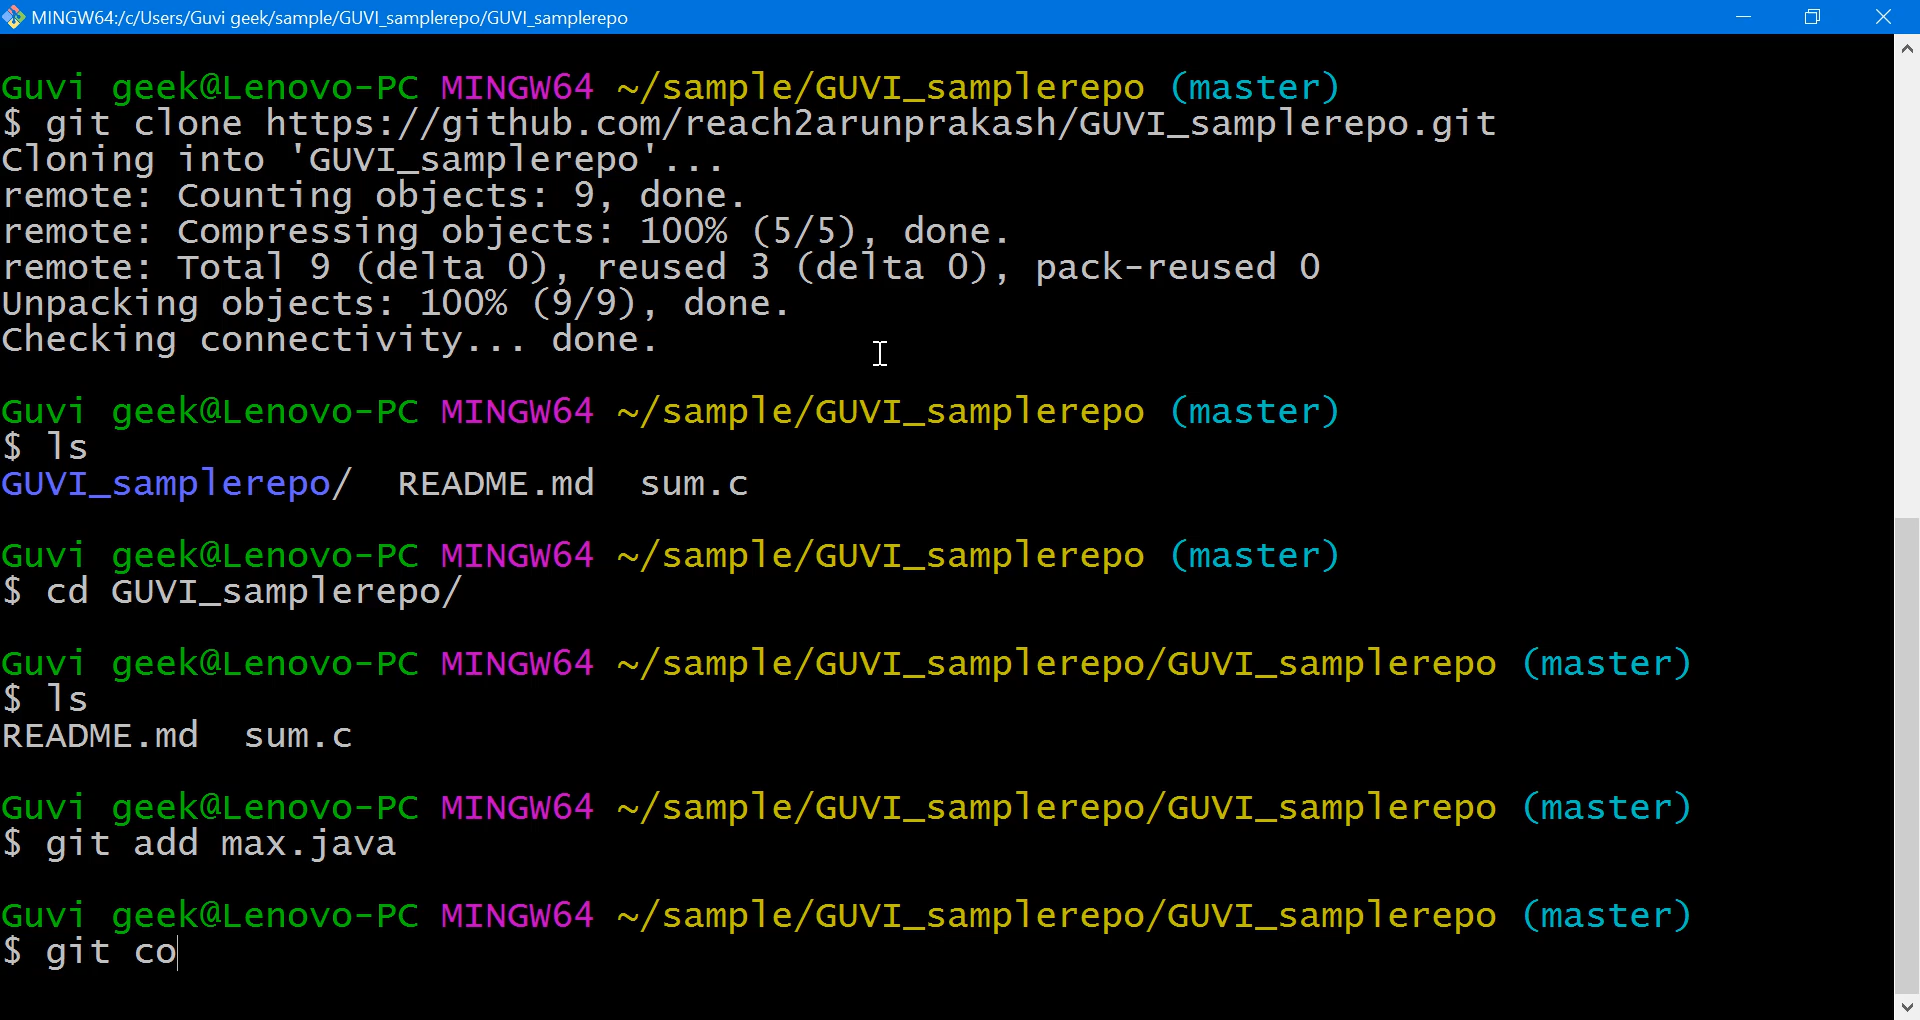 MINGW64:/c/Users/Guvi geek/sample/GUVI_samplerepo/GUVI_samplerepo
Guvi geek@Lenovo-PC MINGW64 ~/sample/GUVI_samplerepo (master)
$ git clone https://github.com/reach2arunprakash/GUVI_samplerepo.git
Cloning into 'GUVI_samplerepo'...
remote: Counting objects: 9, done.
remote: Compressing objects: 100% (5/5), done.
remote: Total 9 (delta 0), reused 3 (delta 0), pack-reused 0
Unpacking objects: 100% (9/9), done.
Checking connectivity... done.
Guvi geek@Lenovo-PC MINGW64 ~/sample/GUVI_samplerepo (master)
$ ls
GUVI_samplerepo/  README.md  sum.c
Guvi geek@Lenovo-PC MINGW64 ~/sample/GUVI_samplerepo (master)
$ cd GUVI_samplerepo/
Guvi geek@Lenovo-PC MINGW64 ~/sample/GUVI_samplerepo/GUVI_samplerepo (master)
$ ls
README.md  sum.c
Guvi geek@Lenovo-PC MINGW64 ~/sample/GUVI_samplerepo/GUVI_samplerepo (master)
$ git add max.java
Guvi geek@Lenovo-PC MINGW64 ~/sample/GUVI_samplerepo/GUVI_samplerepo (master)
$ git co